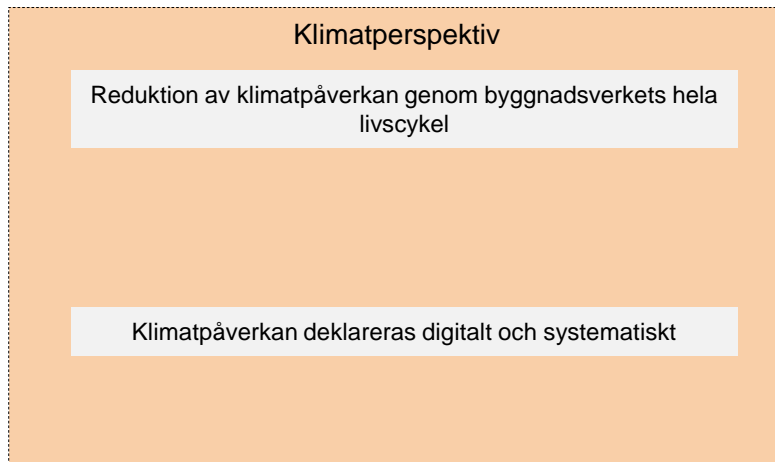 Klimatperspektiv
Reduktion av klimatpåverkan genom byggnadsverkets hela
livscykel
Klimatpåverkan deklareras digitalt och systematiskt